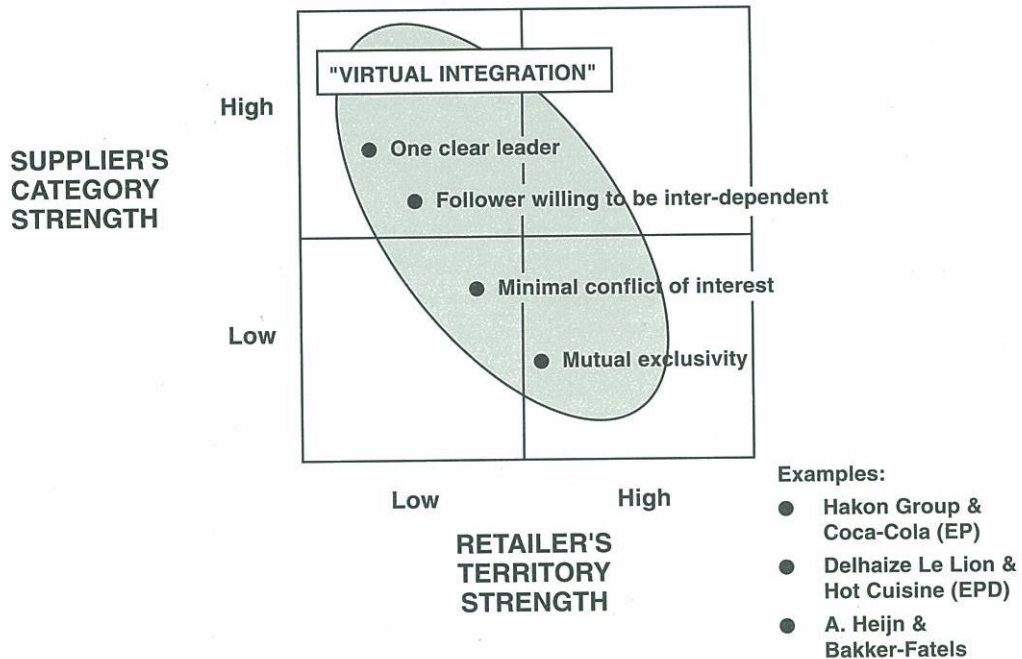 "VIRTUAL INTEGRATION"
High
SUPPLIER'S
CATEGORY
STRENGTH
● One clear leader
● Follower willing to be inter-dependent
● Minimal conflict of interest
Low
● Mutual exclusivity
Low
High
RETAILER'S
TERRITORY
STRENGTH
Examples:
● Hakon Group &
Coca-Cola (EP)
● Delhaize Le Lion &
Hot Cuisine (EPD)
● A. Heijn &
Bakker-Fatels